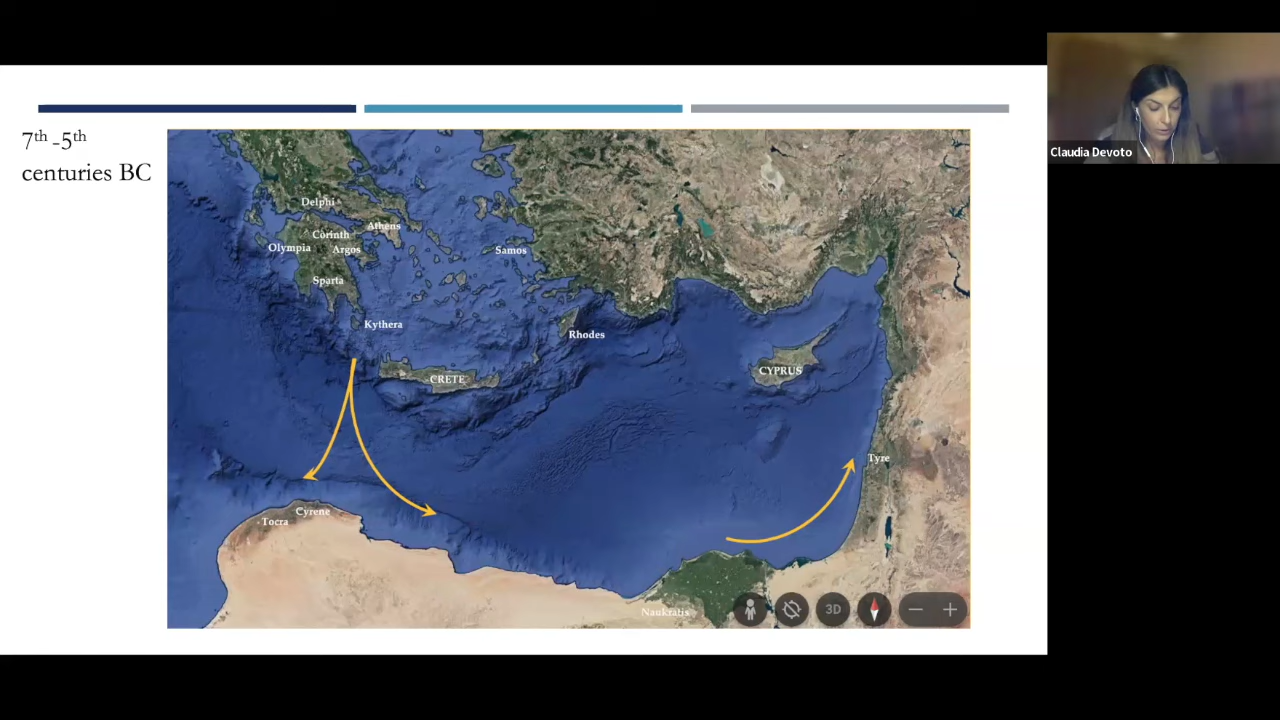 7th -5th
centuries BC
Delphi
Athens
Corinth
Olympia
Argos
Samos
Sparta
Kythera
Rhodes
CYPRUS
CRETE
Tyre
Cyrene
Tocra
Naukratis
3D
Claudia Devoto